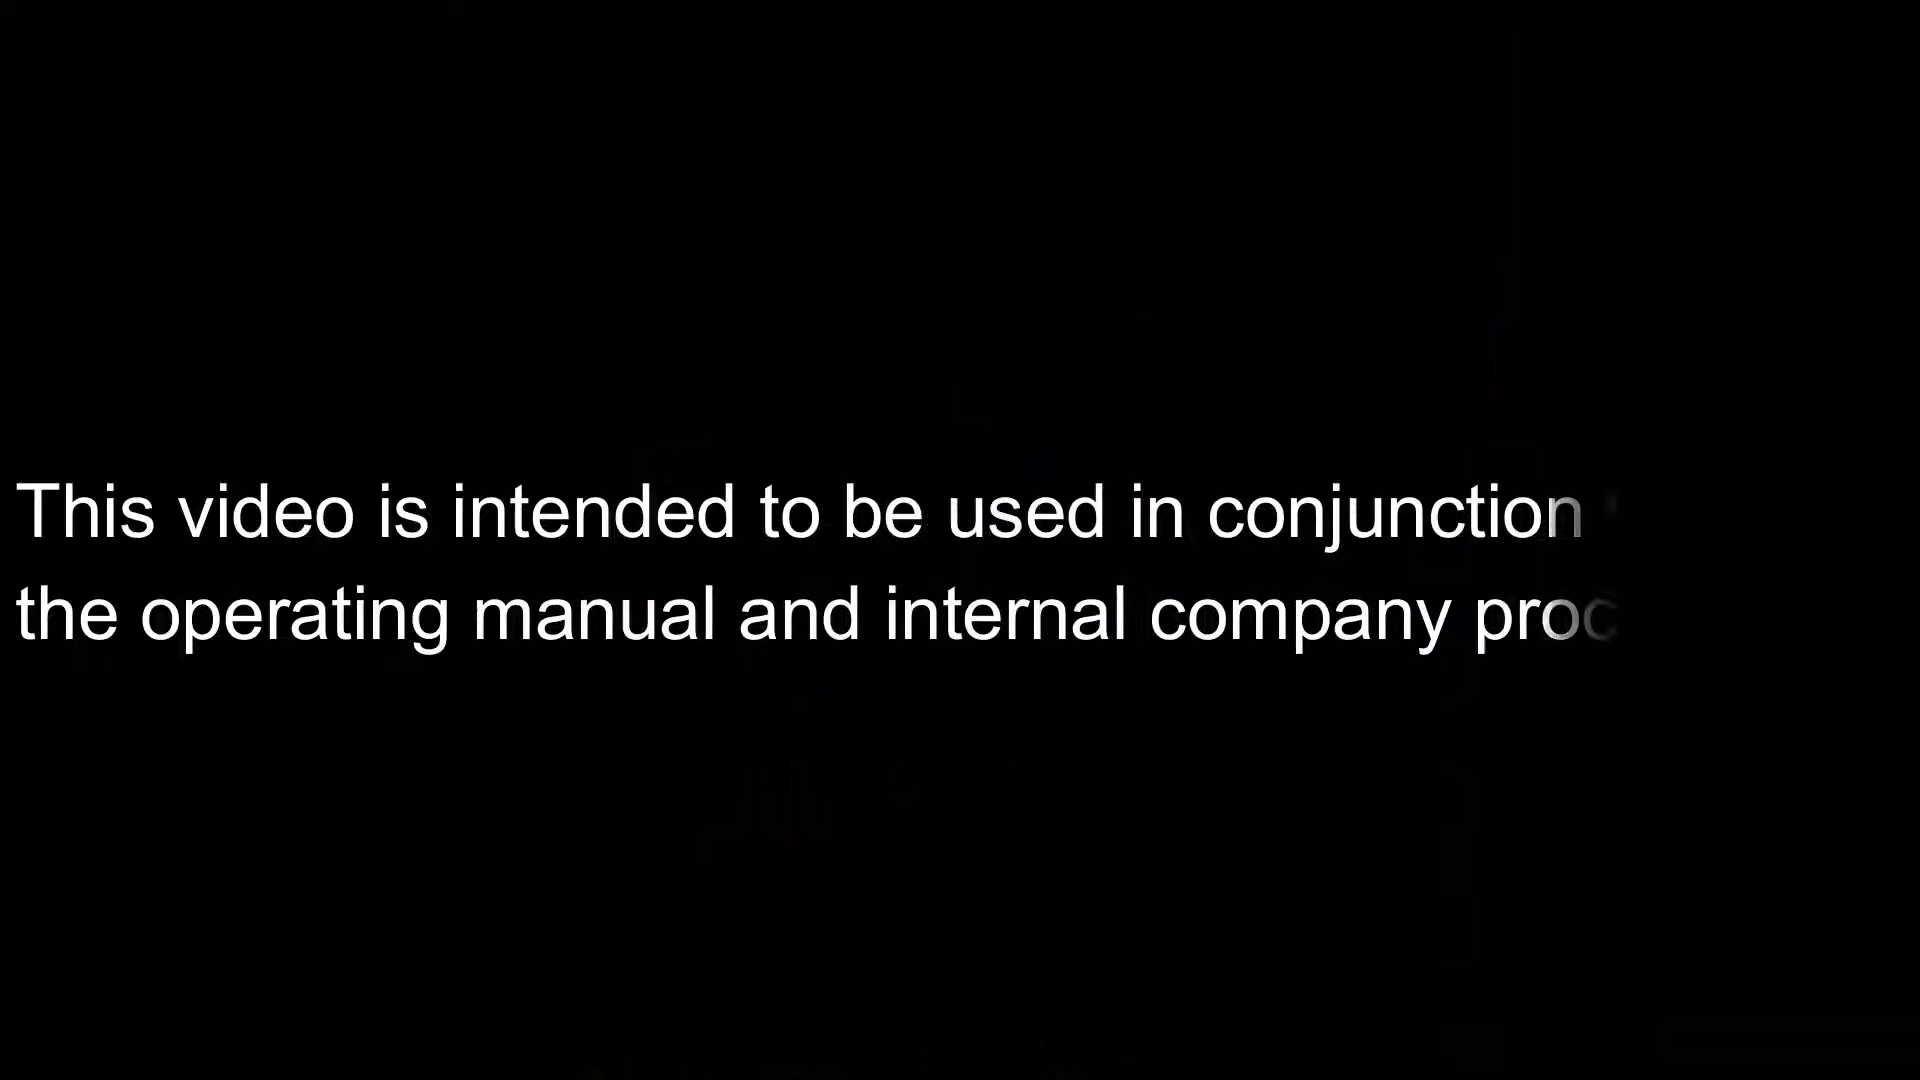 This video is intended to be used in conjunction
the operating manual and internal company